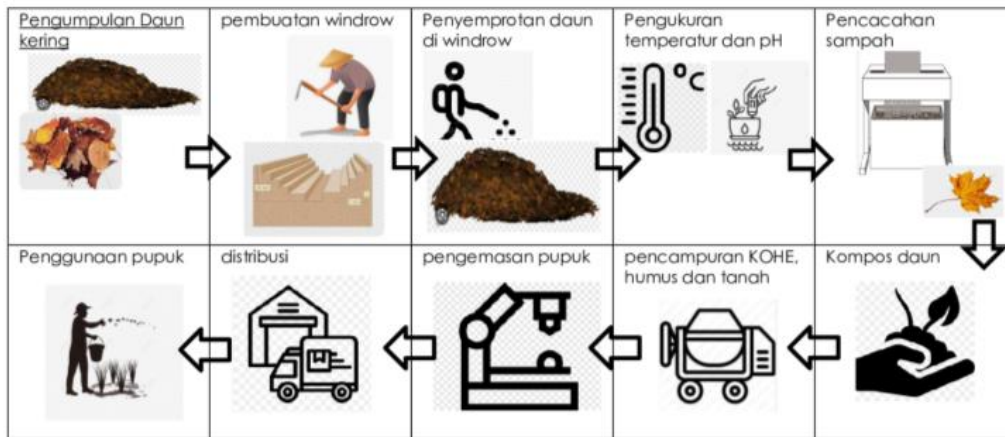 Pengumpulan Daun
kering
pembuatan windrow
Penyemprotan daun
di windrow
Pengukuran
temperatur dan pH
°C
Pencacahan
sampah
Penggunaan pupuk
distribusi
pengemasan pupuk
pencampuran KOHE,
humus dan tanah
Kompos daun